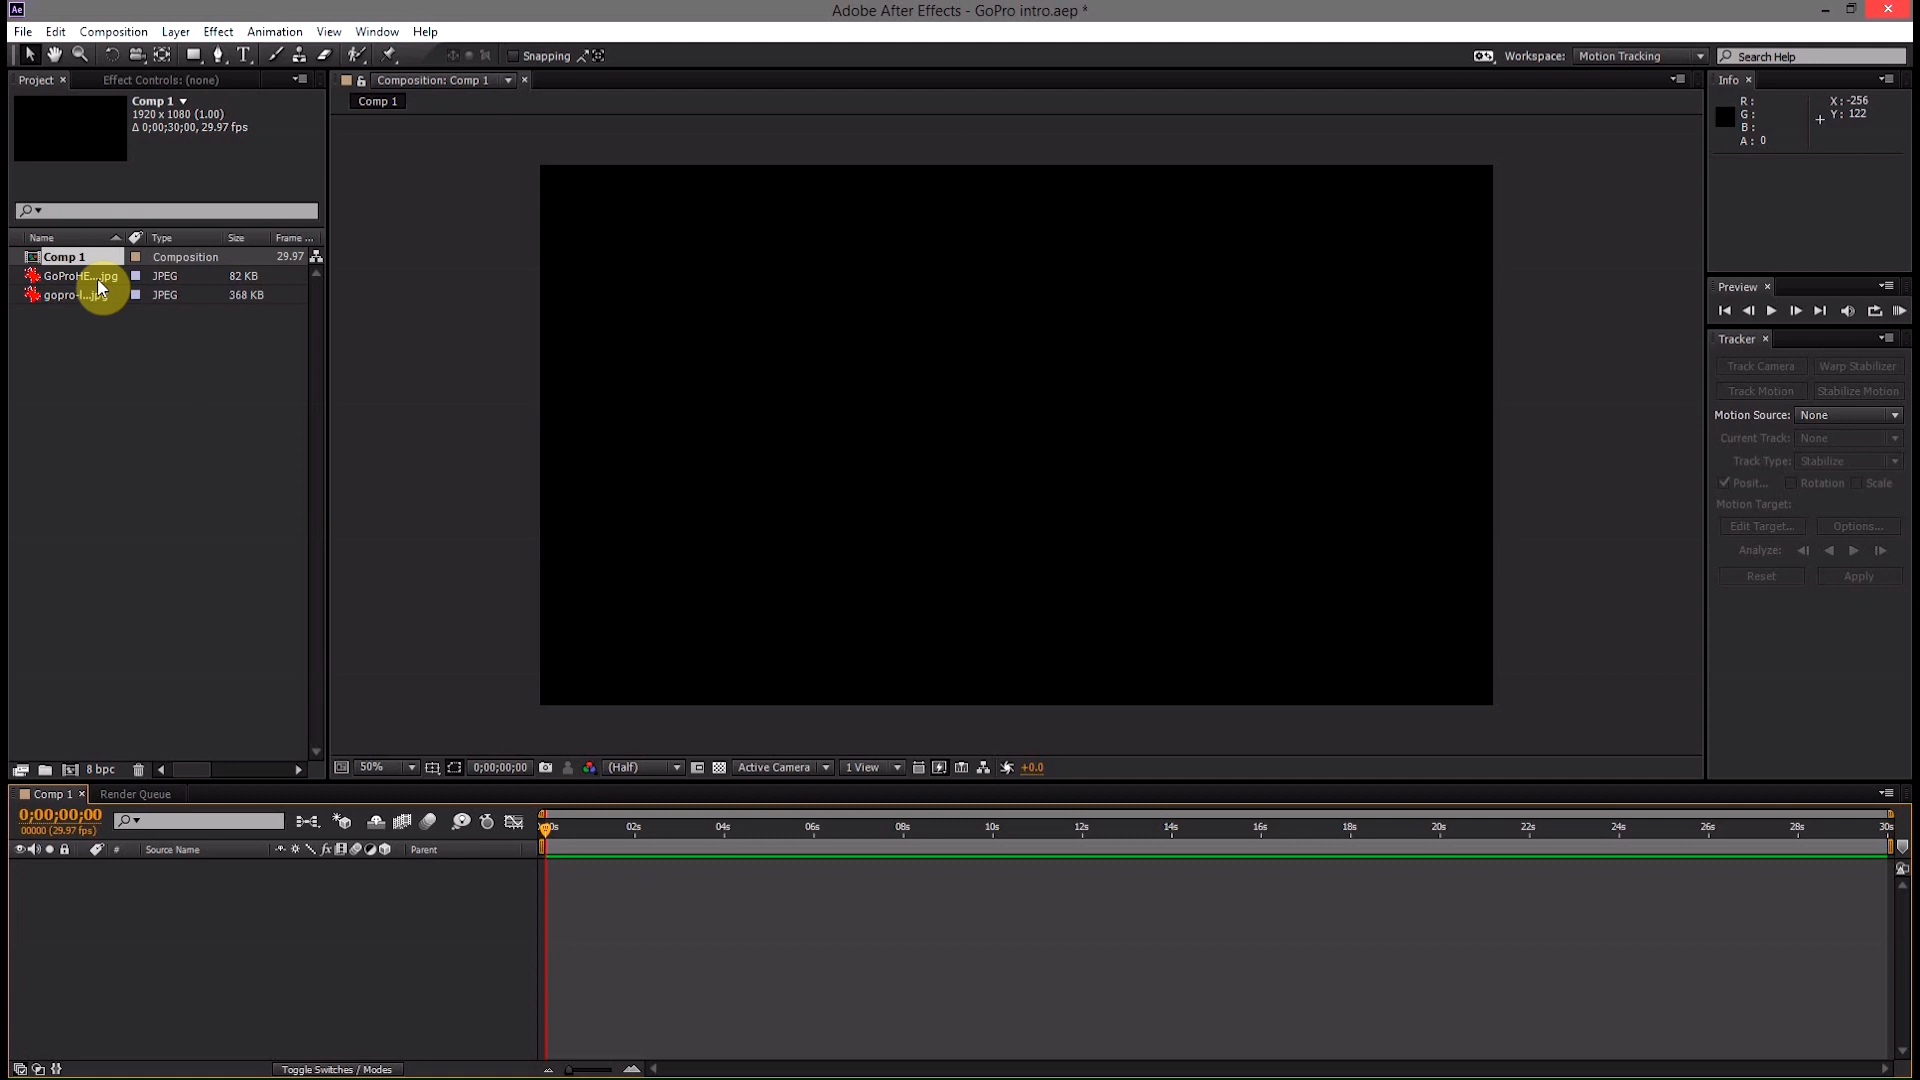 Ae
Adobe After Effects - GoPro intro.aep *
File Edit Composition Layer Effect Animation View Window Help
Snapping Workspace: Motion Tracking Search Help
Project Effect Controls: (none)
Comp 1
1920 x 1080 (1.00)
Δ 0;00;30;00, 29.97 fps
Name Type Size Frame ...
Comp 1 Composition 29.97
GoProHE....jpg JPEG 82 KB
gopro-l...jpg JPEG 368 KB
8 bpc
Composition: Comp 1
Comp 1
50% 0;00;00;00 (Half) Active Camera 1 View +0.0
Info
R: X: -256
G: Y: 122
B:
A: 0
Preview
Tracker
Track Camera Warp Stabilizer
Track Motion Stabilize Motion
Motion Source: None
Current Track: None
Track Type: Stabilize
Posit... Rotation Scale
Motion Target:
Edit Target... Options...
Analyze:
Reset Apply
Comp 1 Render Queue
0;00;00;00
00000 (29.97 fps)
# Source Name fx Parent
02s 04s 06s 08s 10s 12s 14s 16s 18s 20s 22s 24s 26s 28s 30s
Toggle Switches / Modes